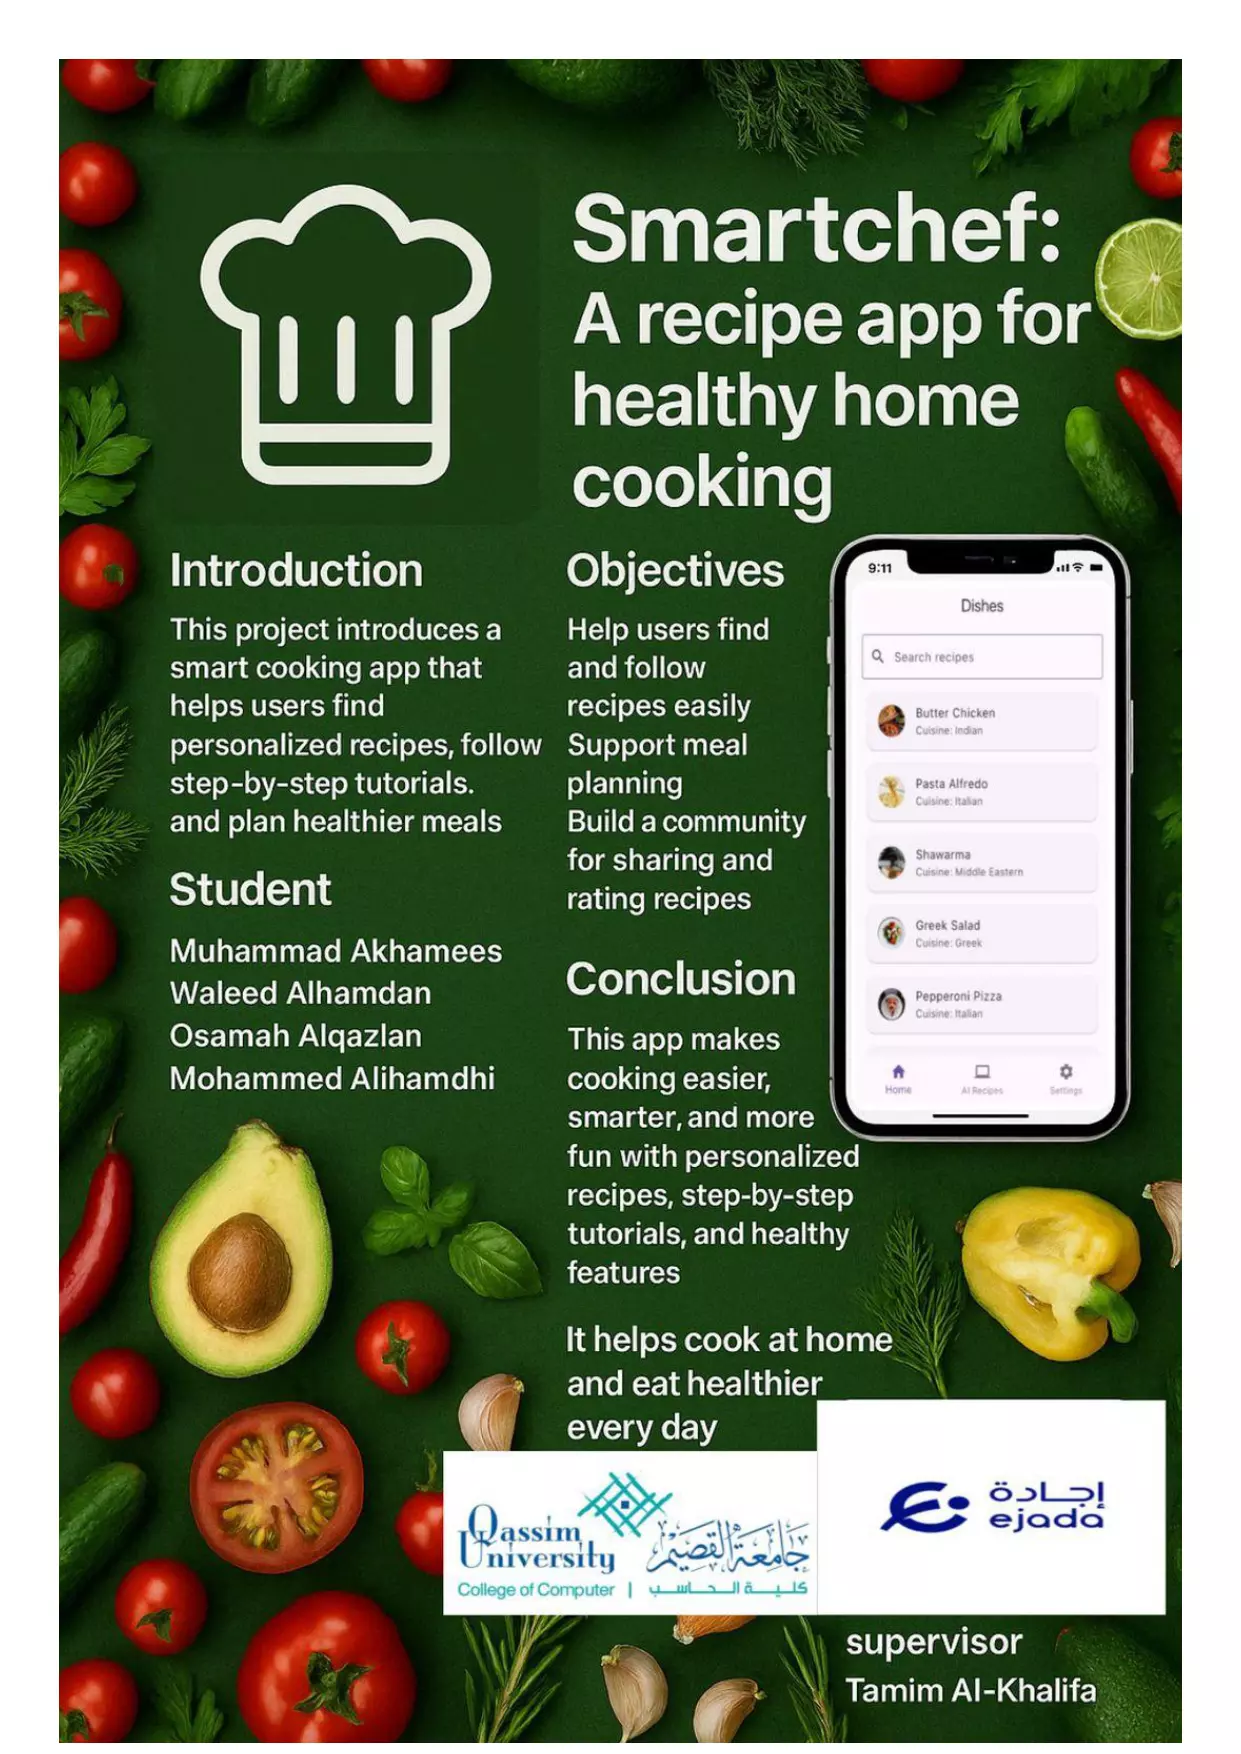 Smartchef:
A recipe app for
healthy home
cooking
Introduction
This project introduces a
smart cooking app that
helps users find
personalized recipes, follow
step-by-step tutorials.
and plan healthier meals
Student
Muhammad Akhamees
Waleed Alhamdan
Osamah Alqazlan
Mohammed Alihamdhi
Objectives
Help users find
and follow
recipes easily
Support meal
planning
Build a community
for sharing and
rating recipes
Conclusion
This app makes
cooking easier,
smarter, and more
fun with personalized
recipes, step-by-step
tutorials, and healthy
features
It helps cook at home
and eat healthier
every day
9:11
Dishes
Search recipes
Butter Chicken
Cuisine: Indian
Pasta Alfredo
Cuisine: Italian
Shawarma
Cuisine: Middle Eastern
Greek Salad
Cuisine: Greek
Pepperoni Pizza
Cuisine: Italian
Home
AI Recipes
Settings
Qassim
University
جامعة القصيم
College of Computer | كلية الحاسب
إجادة
ejada
supervisor
Tamim Al-Khalifa